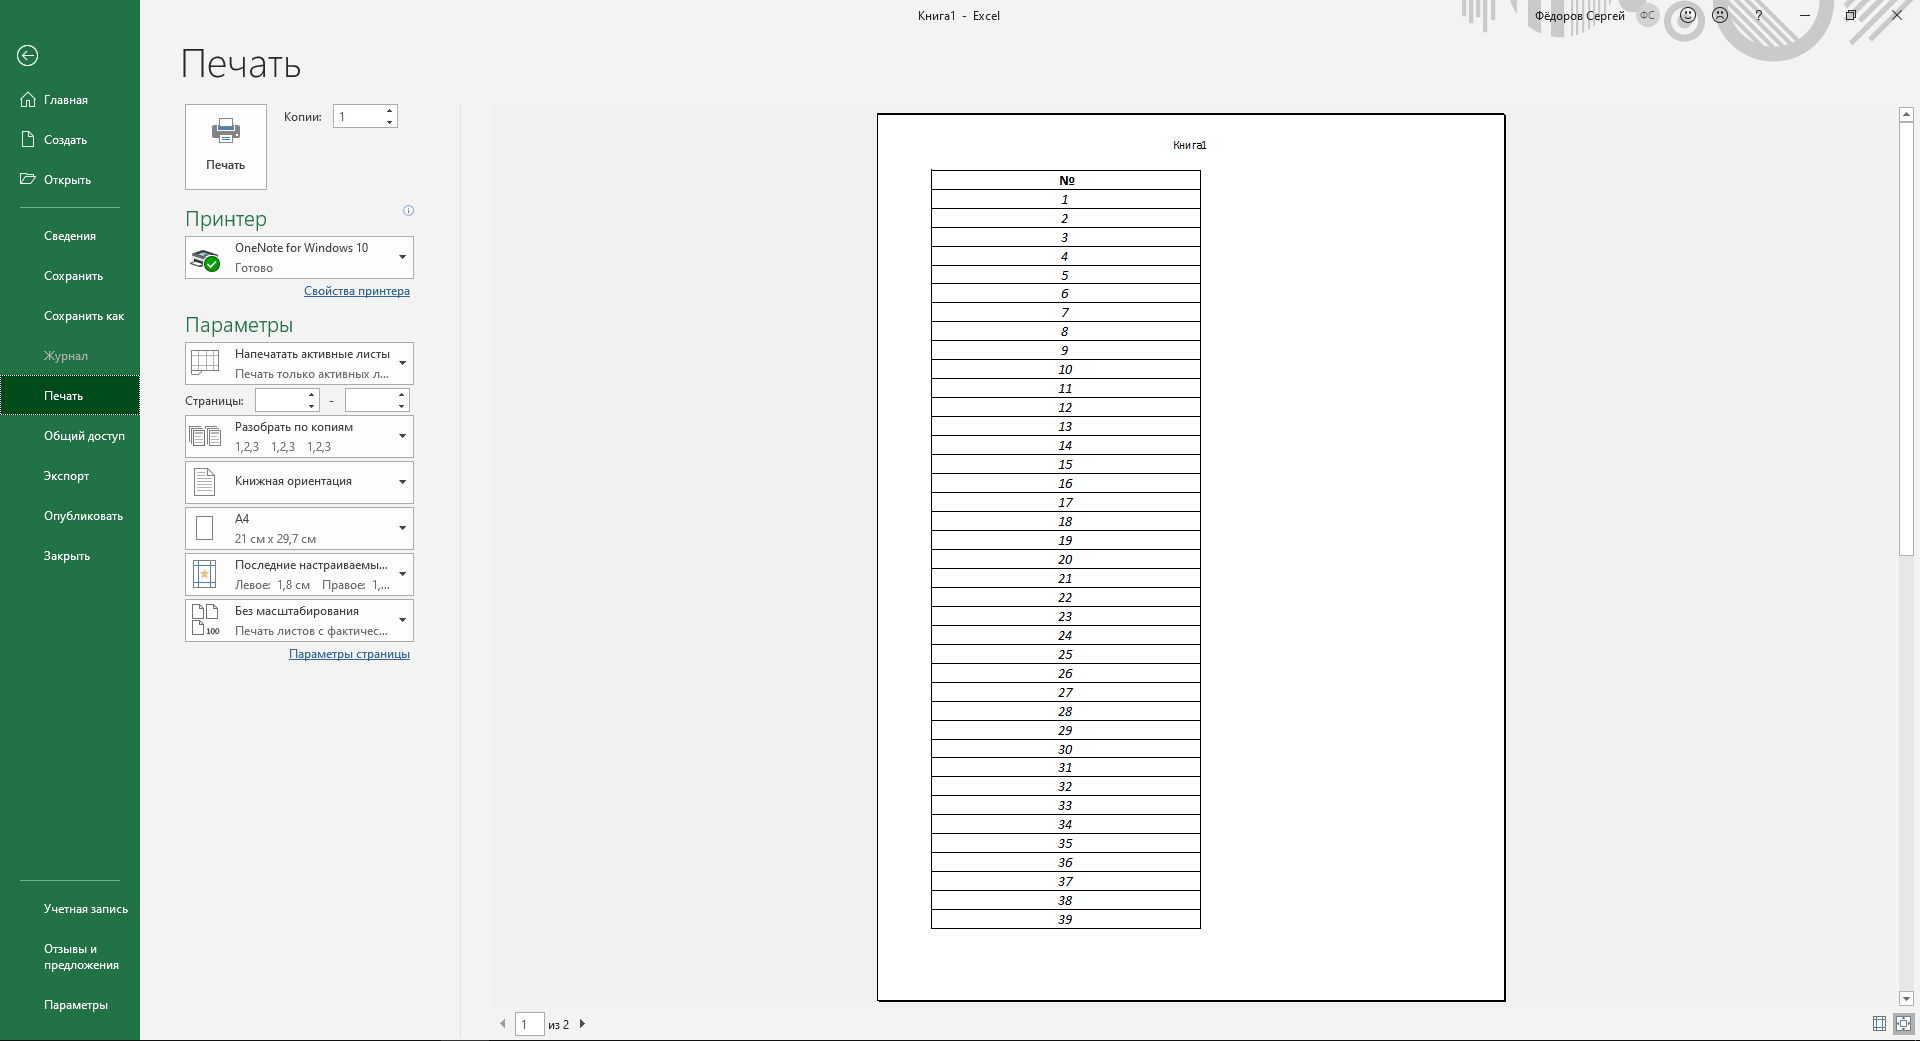 Книга1 - Excel
Фёдоров Сергей ФС
?
Главная
Создать
Открыть
Сведения
Сохранить
Сохранить как
Журнал
Печать
Общий доступ
Экспорт
Опубликовать
Закрыть
Учетная запись
Отзывы и
предложения
Параметры
Печать
Печать
Копии: 1
Принтер
OneNote for Windows 10
Готово
Свойства принтера
Параметры
Напечатать активные листы
Печать только активных л...
Страницы: -
Разобрать по копиям
1,2,3 1,2,3 1,2,3
Книжная ориентация
A4
21 см x 29,7 см
Последние настраиваемы...
Левое: 1,8 см Правое: 1,...
Без масштабирования
100
Печать листов с фактичес...
Параметры страницы
Книга1
№
1
2
3
4
5
6
7
8
9
10
11
12
13
14
15
16
17
18
19
20
21
22
23
24
25
26
27
28
29
30
31
32
33
34
35
36
37
38
39
1 из 2